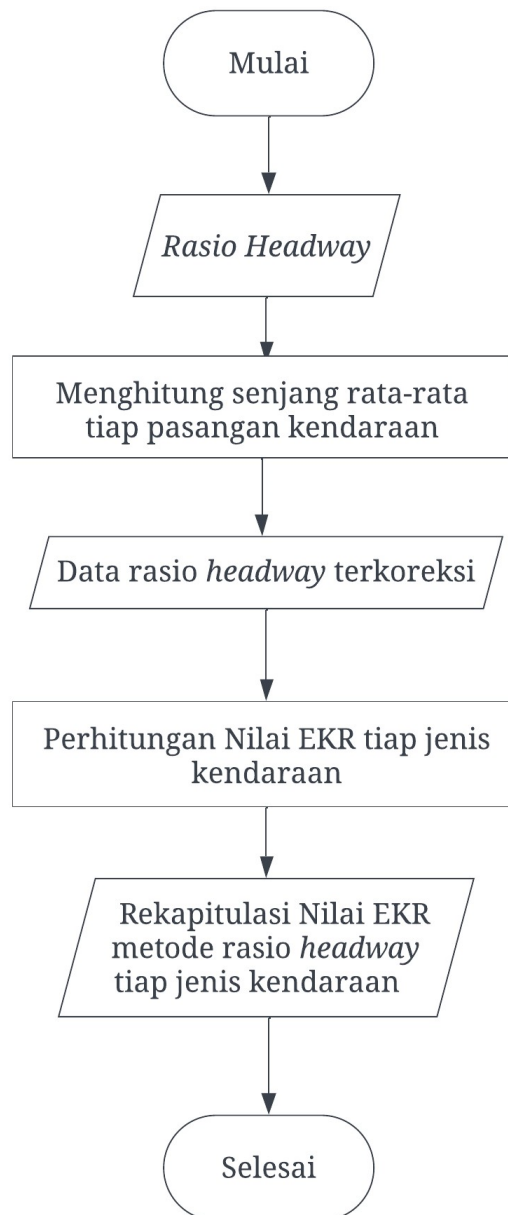 Mulai
Rasio Headway
Menghitung senjang rata-rata
tiap pasangan kendaraan
Data rasio headway terkoreksi
Perhitungan Nilai EKR tiap jenis
kendaraan
Rekapitulasi Nilai EKR
metode rasio headway
tiap jenis kendaraan
Selesai